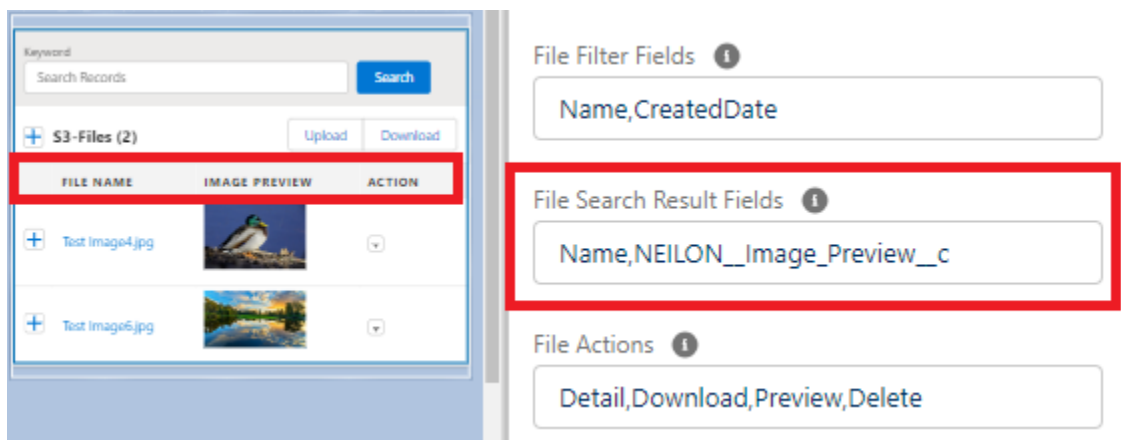 Keyword
Search Records
Search
S3-Files (2)
Upload
Download
FILE NAME IMAGE PREVIEW ACTION
Test Image4.jpg
Test Image6.jpg
File Filter Fields
Name,CreatedDate
File Search Result Fields
Name,NEILON__Image_Preview__c
File Actions
Detail,Download,Preview,Delete